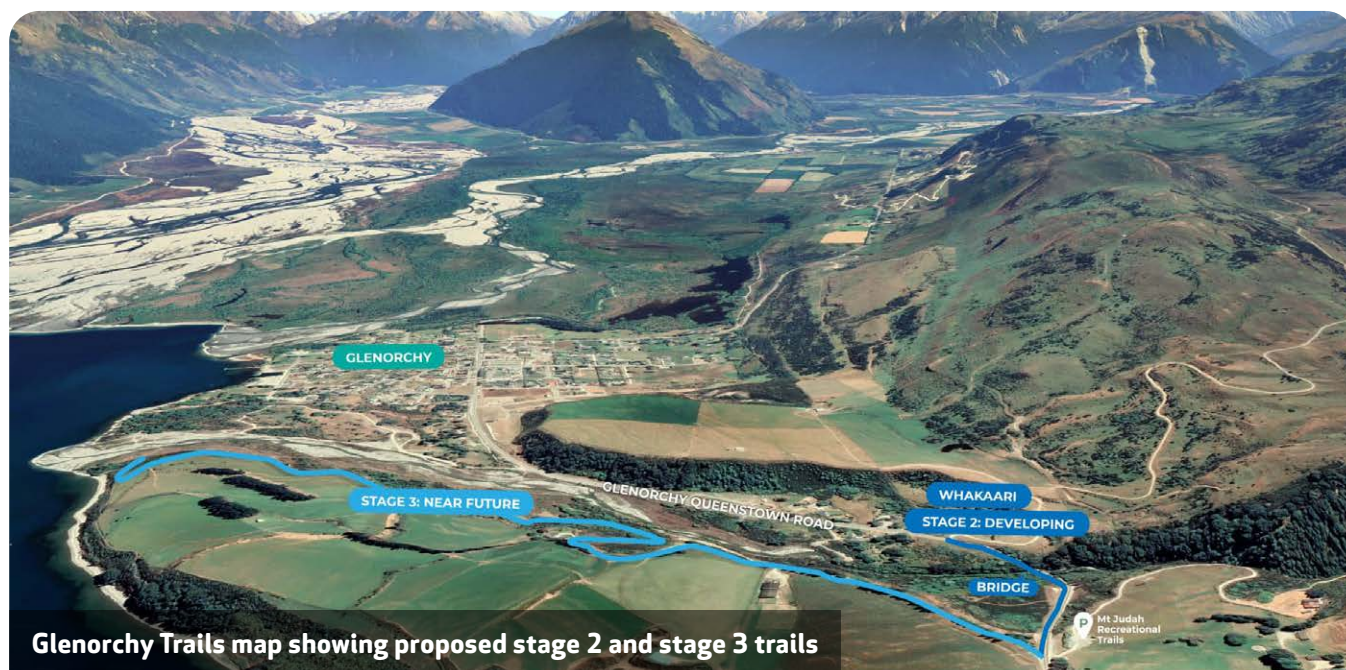 GLENORCHY
STAGE 3: NEAR FUTURE
GLENORCHY QUEENSTOWN ROAD
WHAKAARI
STAGE 2: DEVELOPING
BRIDGE
P
Mt Judah
Recreational
Trails
Glenorchy Trails map showing proposed stage 2 and stage 3 trails